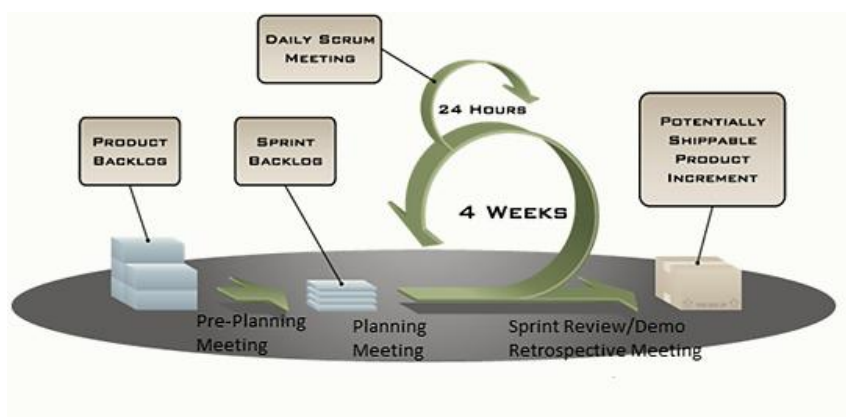 DAILY SCRUM
MEETING
24 HOURS
PRODUCT
BACKLOG
SPRINT
BACKLOG
POTENTIALLY
SHIPPABLE
PRODUCT
INCREMENT
4 WEEKS
Pre-Planning
Meeting
Planning
Meeting
Sprint Review/Demo
Retrospective Meeting